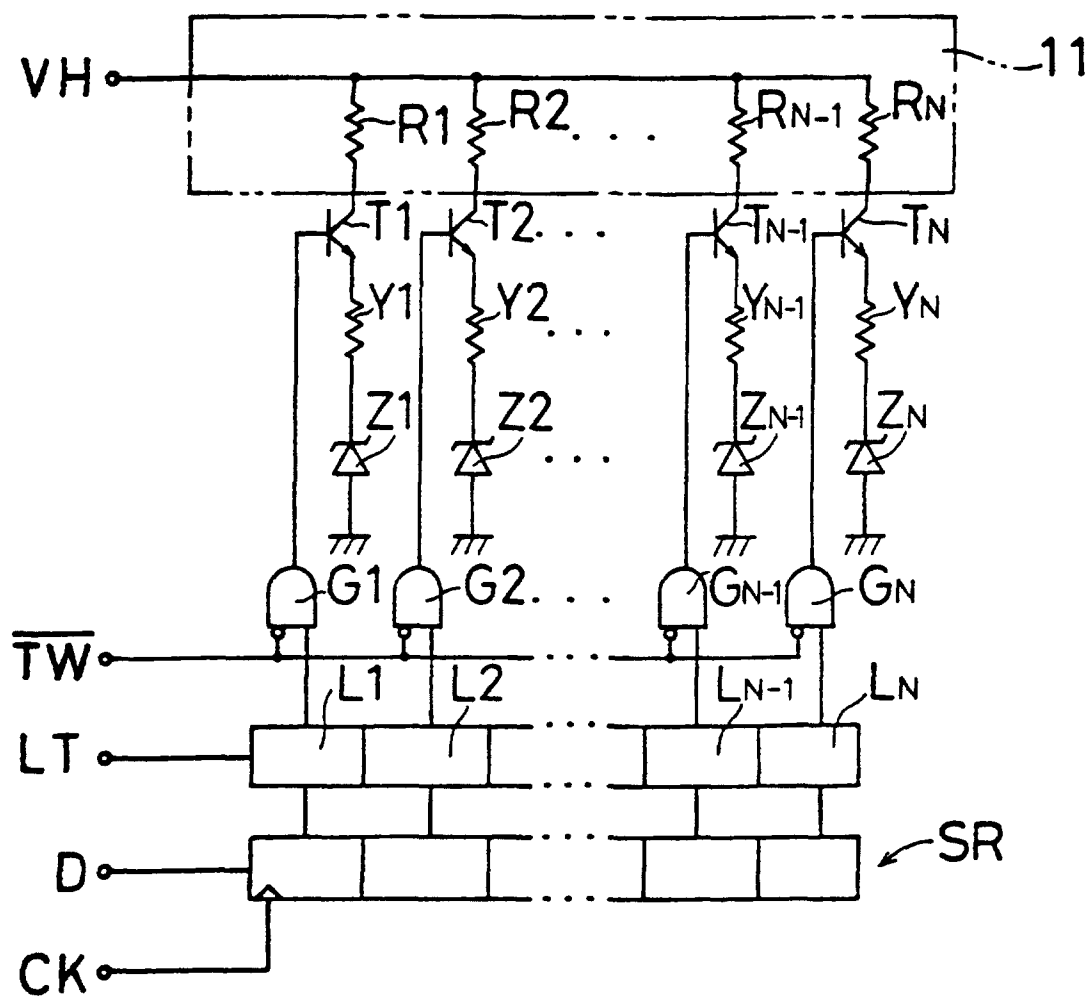 VH
11
R1 R2 . . . RN-1 RN
T1 T2 . . . TN-1 TN
Y1 Y2 . . . YN-1 YN
Z1 Z2 . . . ZN-1 ZN
G1 G2 . . . GN-1 GN
TW . . .
L1 L2 LN-1 LN
LT
SR
D
CK